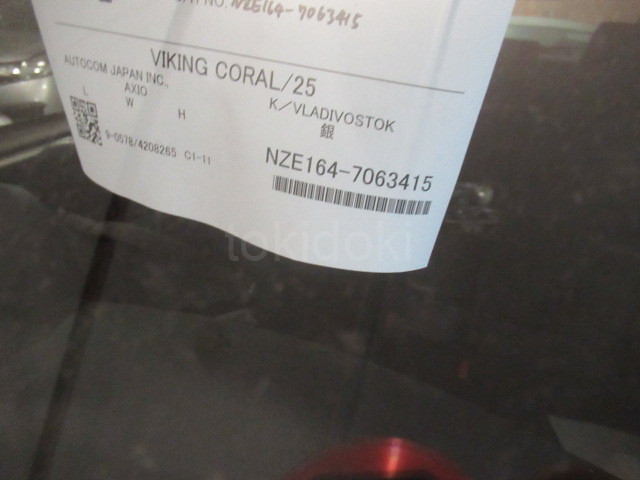 NO. NZE164-7063415
VIKING CORAL/25
AUTOCOM JAPAN INC.,
AXIO
K/VLADIVOSTOK
L
W
H
銀
9-0578/4208265 C1-11
NZE164-7063415
tokidoki